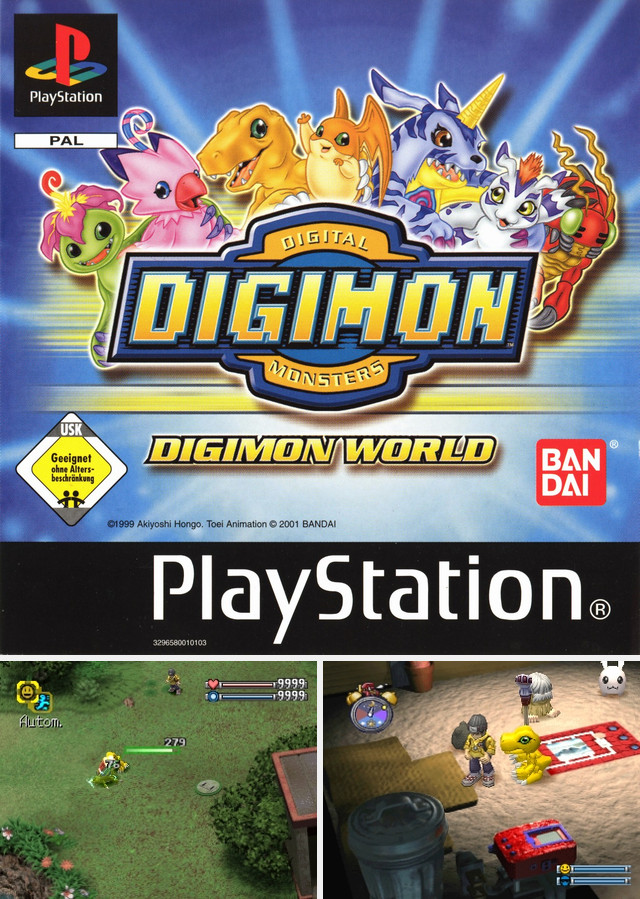 PlayStation
PAL
DIGITAL
DIGIMON
™
MONSTERS
DIGIMON WORLD
USK
Geeignet
ohne Alters-
beschränkung
BAN
DAI
®
©1999 Akiyoshi Hongo. Toei Animation © 2001 BANDAI
PlayStation®
3296580010103
Autom.
9999
9999
279